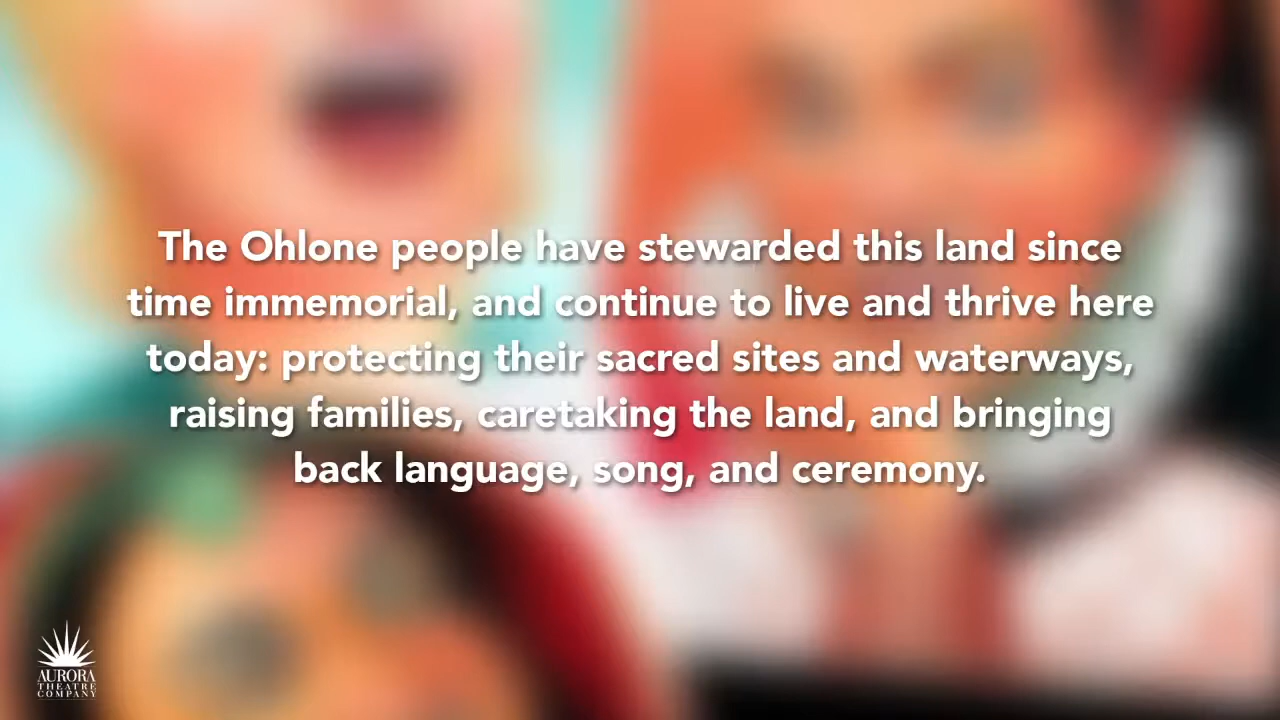 The Ohlone people have stewarded this land since
time immemorial, and continue to live and thrive here
today: protecting their sacred sites and waterways,
raising families, caretaking the land, and bringing
back language, song, and ceremony.
AURORA
THEATRE
COMPANY